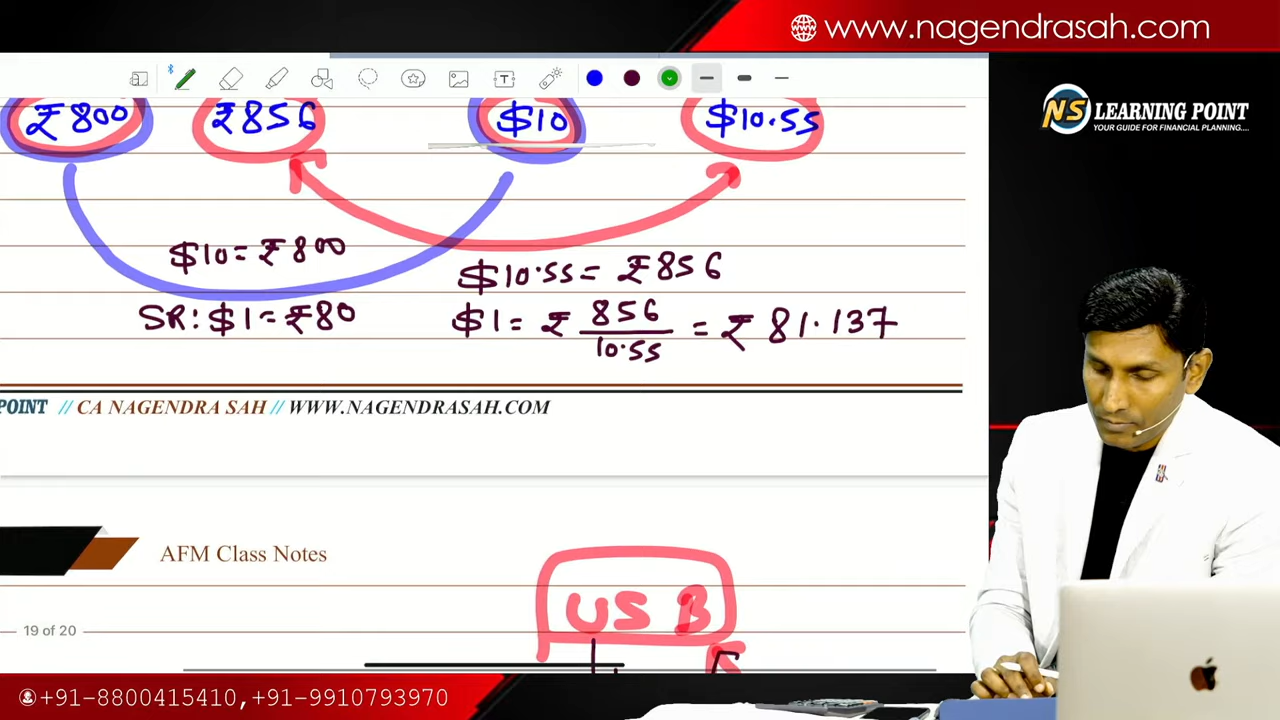 www.nagendrasah.com
NS LEARNING POINT
YOUR GUIDE FOR FINANCIAL PLANNING....
T
₹800 ₹856 $10 $10.55
$10 = ₹800
$10.55 = ₹856
SR: $1 = ₹80
$1 = ₹ 856/10.55 = ₹ 81.137
POINT // CA NAGENDRA SAH // WWW.NAGENDRASAH.COM
AFM Class Notes
US B
19 of 20
+91-8800415410,+91-9910793970